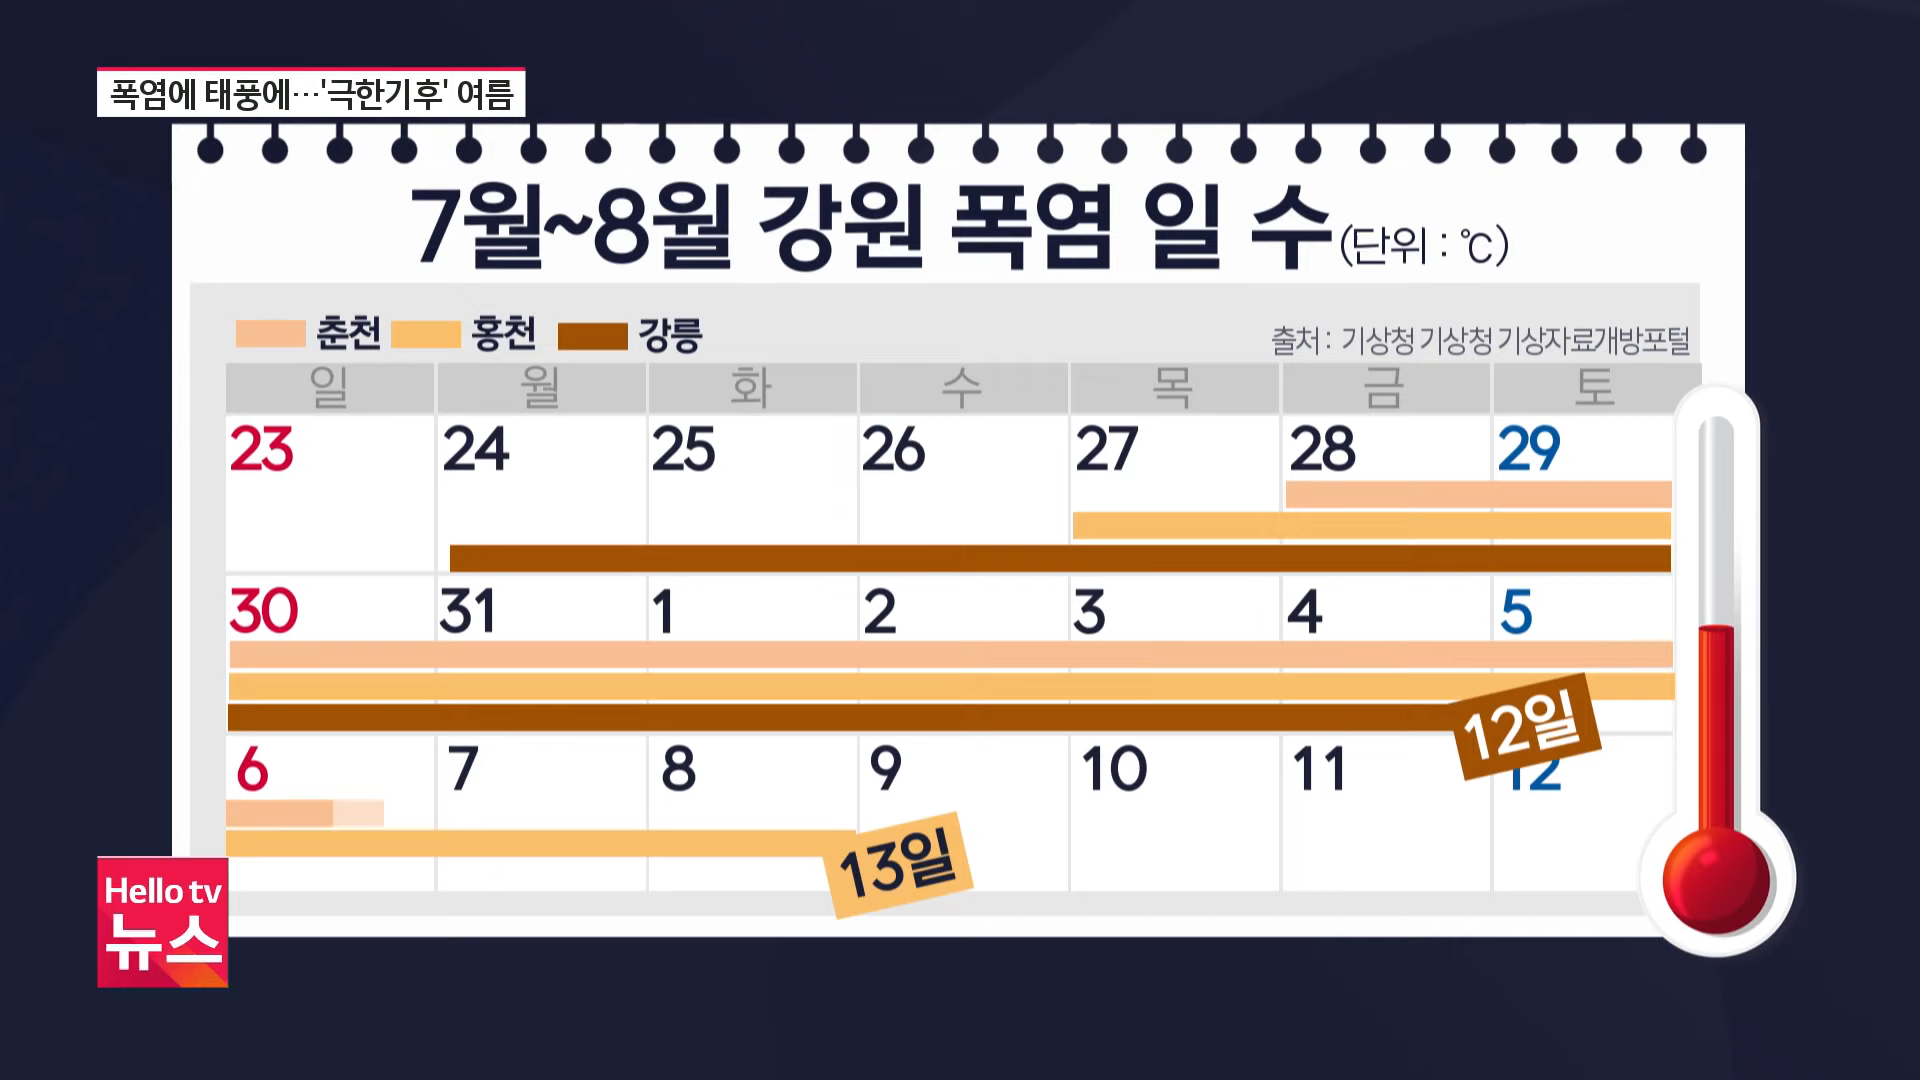 폭염에 태풍에…'극한기후' 여름
7월~8월 강원 폭염 일 수(단위 : ℃)
춘천 홍천 강릉
출처 : 기상청 기상청 기상자료개방포털
일 월 화 수 목 금 토
23 24 25 26 27 28 29
30 31 1 2 3 4 5
12일
6 7 8 9 10 11 12
13일
Hello tv
뉴스